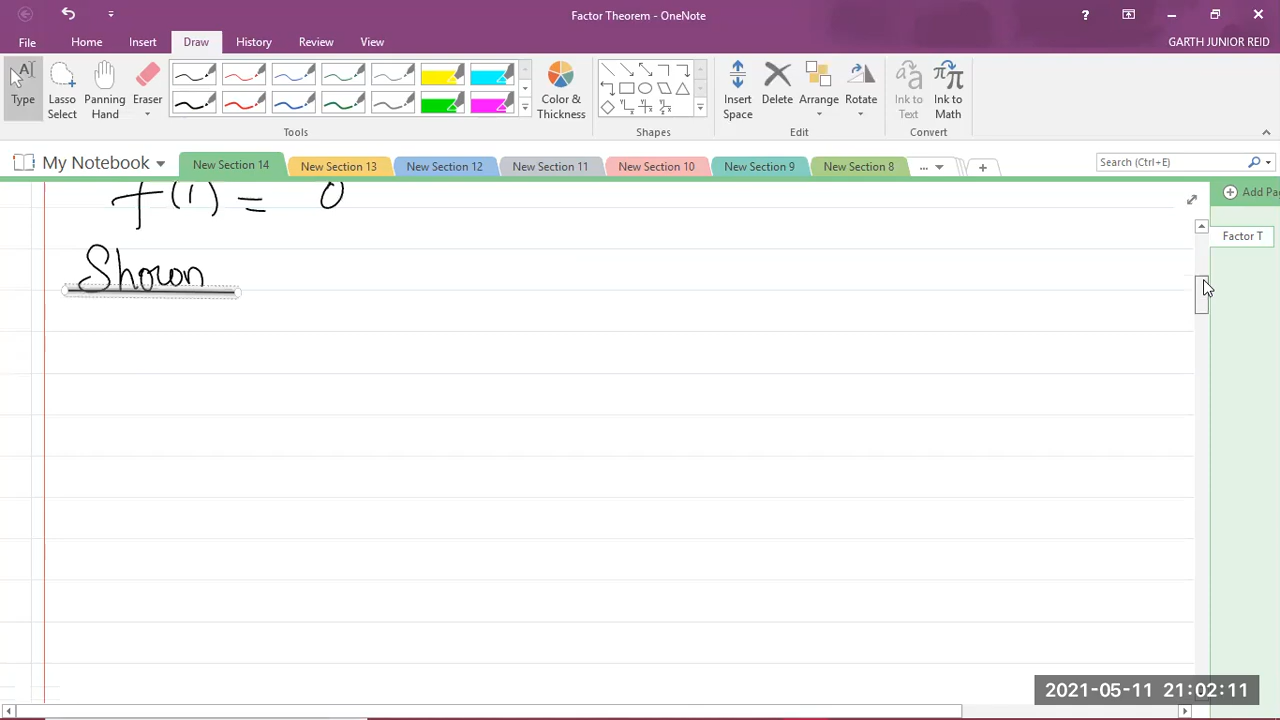 Factor Theorem - OneNote
?
File Home Insert Draw History Review View
GARTH JUNIOR REID
Type
Lasso Select
Panning Hand
Eraser
Color & Thickness
Insert Space
Delete
Arrange
Rotate
Ink to Text
Ink to Math
Tools
Shapes
Edit
Convert
My Notebook
New Section 14 New Section 13 New Section 12 New Section 11 New Section 10 New Section 9 New Section 8 ...
Search (Ctrl+E)
Add Pa
Factor T
f(1) = 0
Shown
2021-05-11 21:02:11